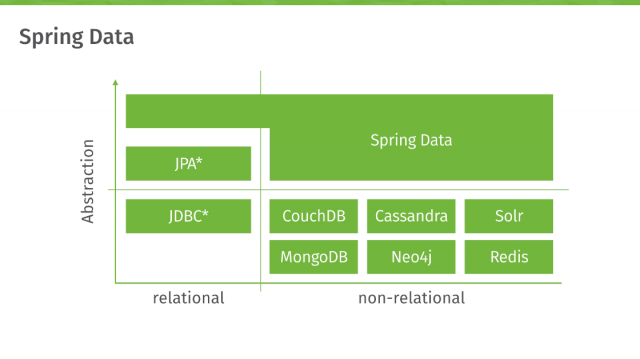 Spring Data
Spring Data
JPA*
JDBC*
CouchDB Cassandra Solr
MongoDB Neo4j Redis
Abstraction
relational non-relational